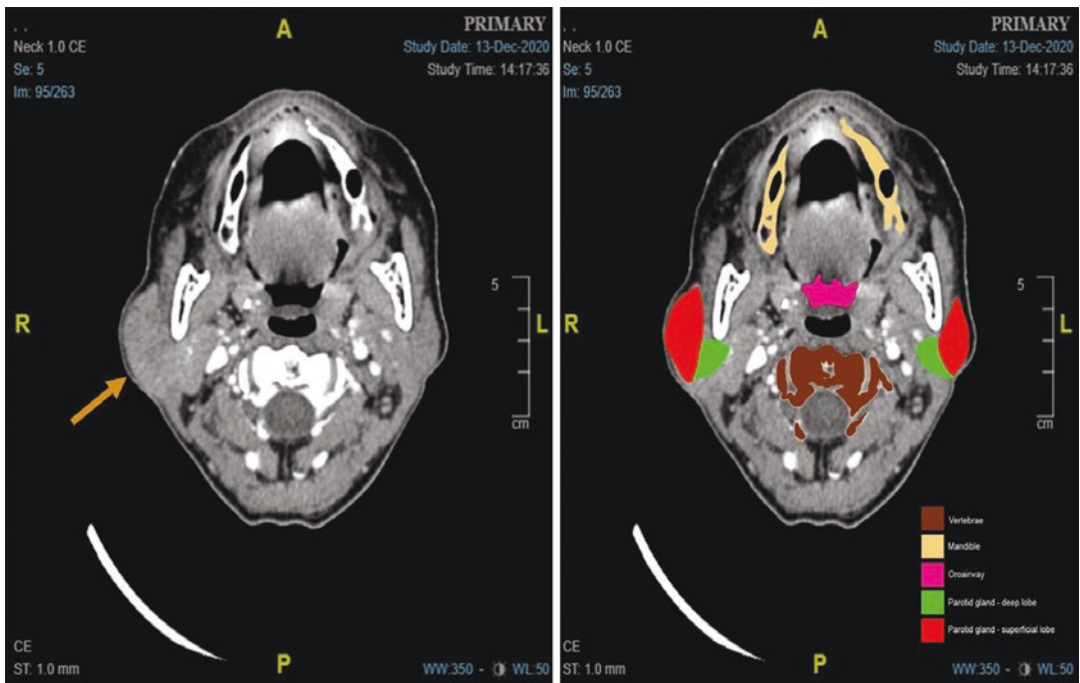 . .
PRIMARY
A
Neck 1.0 CE
Study Date: 13-Dec-2020
Se: 5
Study Time: 14:17:36
Im: 95/263
5
R
L
cm
CE
ST: 1.0 mm
P
WW:350 - WL:50
. .
PRIMARY
A
Neck 1.0 CE
Study Date: 13-Dec-2020
Se: 5
Study Time: 14:17:36
Im: 95/263
5
R
L
cm
Vertebrae
Mandible
Oroairway
Parotid gland - deep lobe
Parotid gland - superficial lobe
CE
ST: 1.0 mm
P
WW:350 - WL:50